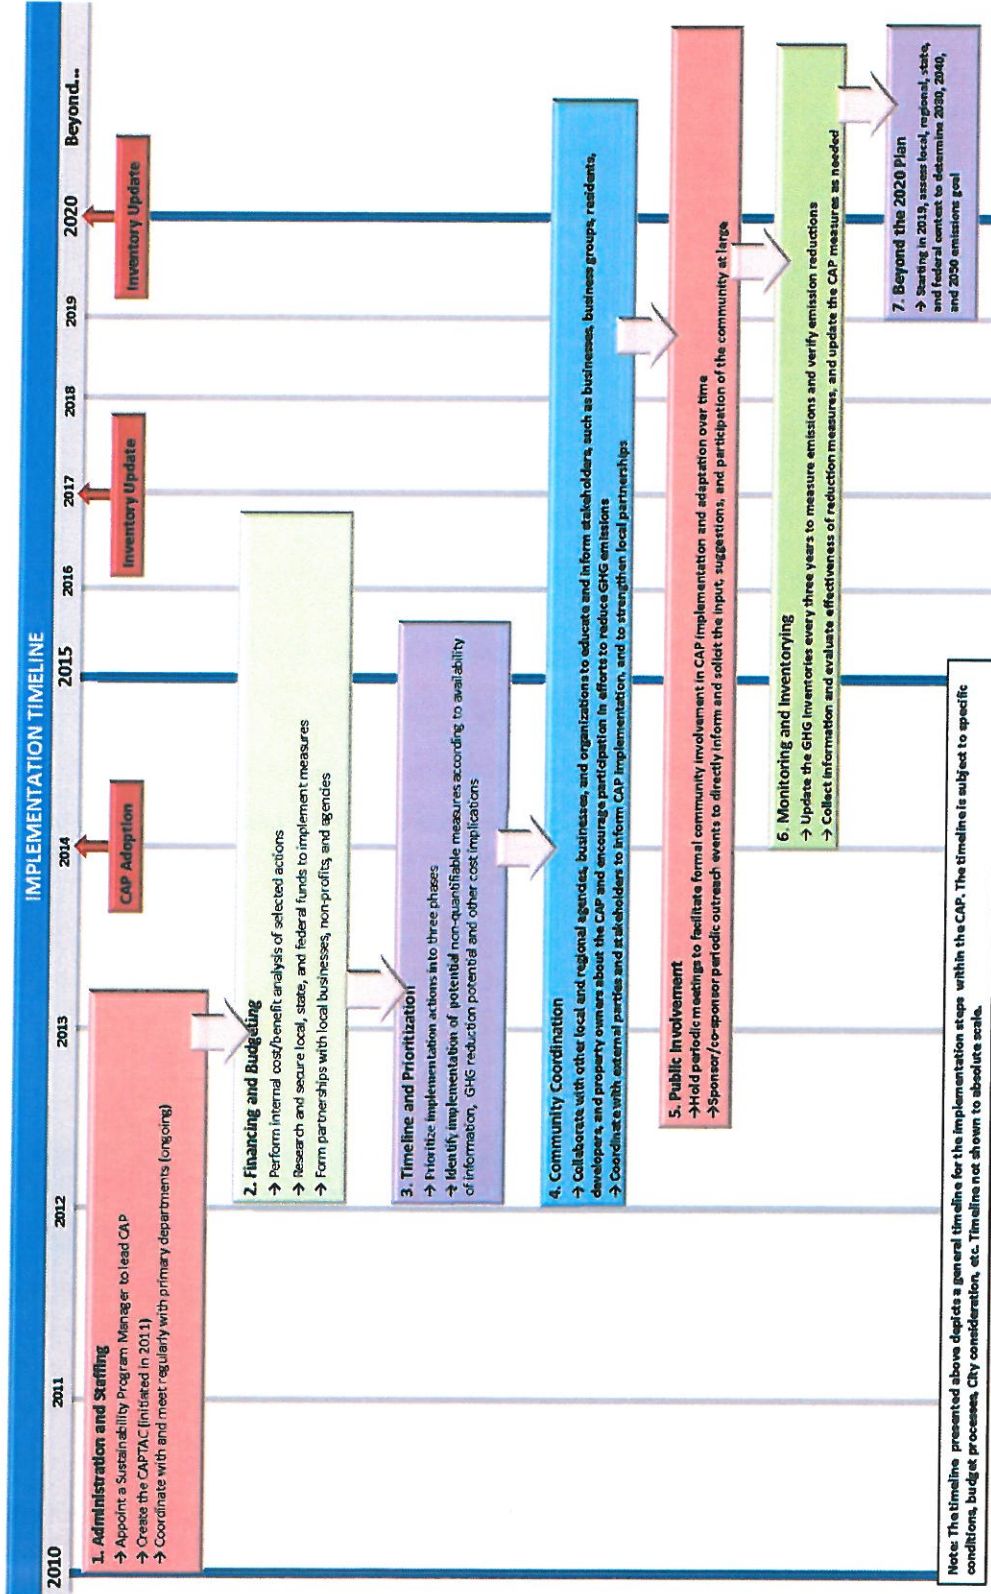 IMPLEMENTATION TIMELINE
2010
2011
2012
2013
2014
2015
2016
2017
2018
2019
2020
Beyond...
CAP Adoption
Inventory Update
Inventory Update
1. Administration and Staffing
→ Appoint a Sustainability Program Manager to lead CAP
→ Create the CAPTAC (initiated in 2011)
→ Coordinate with and meet regularly with primary departments (ongoing)
2. Financing and Budgeting
→ Perform internal cost/benefit analysis of selected actions
→ Research and secure local, state, and federal funds to implement measures
→ Form partnerships with local businesses, non-profits, and agencies
3. Timeline and Prioritization
→ Prioritize implementation actions into three phases
→ Identify implementation of potential non-quantifiable measures according to availability
of information, GHG reduction potential and other cost implications
4. Community Coordination
→ Collaborate with other local and regional agencies, businesses, and organizations to educate and inform stakeholders, such as businesses, business groups, residents,
developers, and property owners about the CAP and encourage participation in efforts to reduce GHG emissions
→ Coordinate with external parties and stakeholders to inform CAP implementation, and to strengthen local partnerships
5. Public Involvement
→Hold periodic meetings to facilitate formal community involvement in CAP implementation and adaptation over time
→Sponsor/co-sponsor periodic outreach events to directly inform and solicit the input, suggestions, and participation of the community at large
6. Monitoring and Inventorying
→ Update the GHG Inventories every three years to measure emissions and verify emission reductions
→ Collect information and evaluate effectiveness of reduction measures, and update the CAP measures as needed
7. Beyond the 2020 Plan
→ Starting in 2019, assess local, regional, state,
and federal context to determine 2030, 2040,
and 2050 emissions goal
Note: The timeline presented above depicts a general timeline for the implementation steps within the CAP. The timeline is subject to specific
conditions, budget processes, City consideration, etc. Timeline not shown to absolute scale.